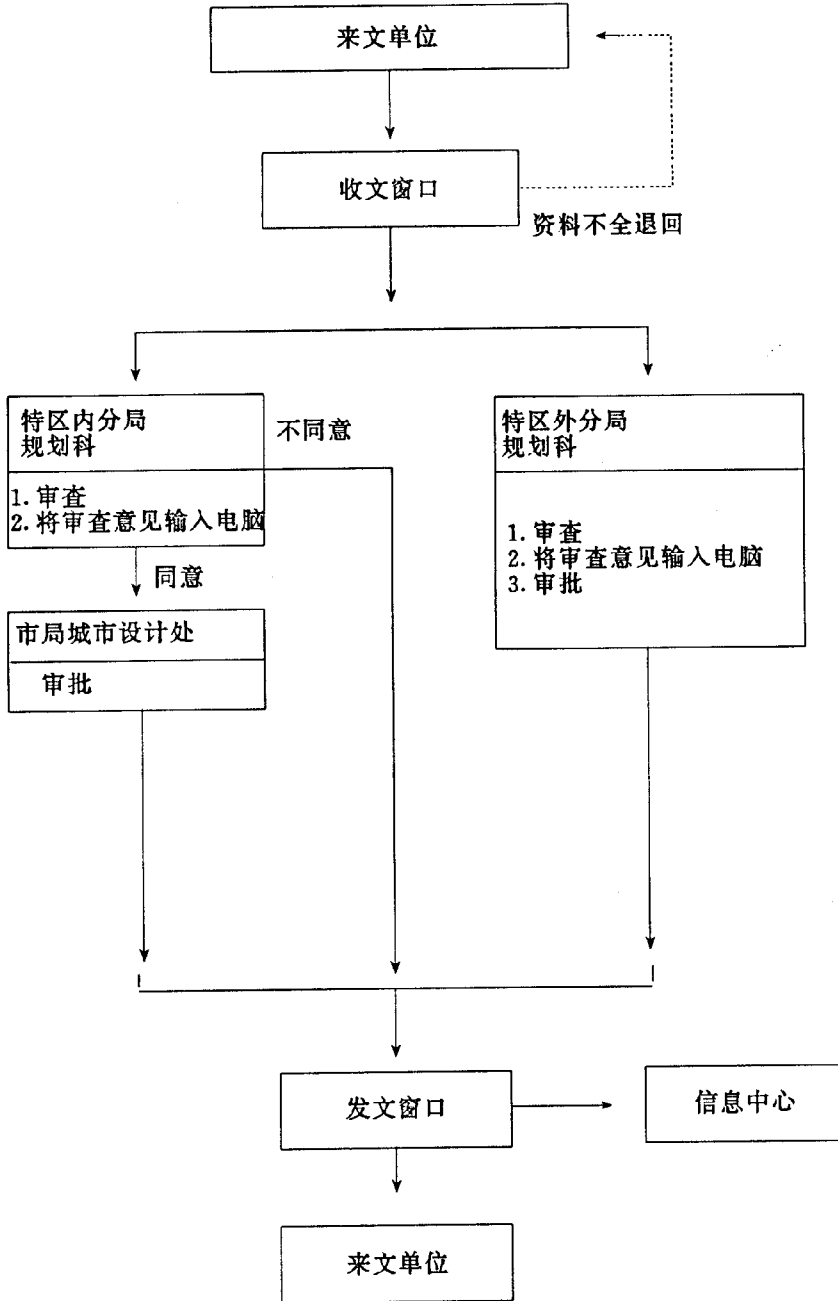 来文单位
收文窗口
资料不全退回
特区内分局
规划科
不同意
1.审查
2.将审查意见输入电脑
同意
市局城市设计处
审批
特区外分局
规划科
1.审查
2.将审查意见输入电脑
3.审批
发文窗口
信息中心
来文单位